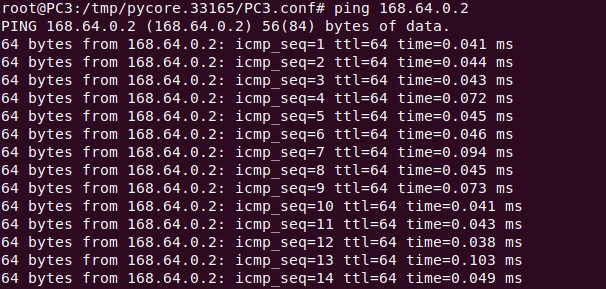 root@PC3:/tmp/pycore.33165/PC3.conf# ping 168.64.0.2
PING 168.64.0.2 (168.64.0.2) 56(84) bytes of data.
64 bytes from 168.64.0.2: icmp_seq=1 ttl=64 time=0.041 ms
64 bytes from 168.64.0.2: icmp_seq=2 ttl=64 time=0.044 ms
64 bytes from 168.64.0.2: icmp_seq=3 ttl=64 time=0.043 ms
64 bytes from 168.64.0.2: icmp_seq=4 ttl=64 time=0.072 ms
64 bytes from 168.64.0.2: icmp_seq=5 ttl=64 time=0.045 ms
64 bytes from 168.64.0.2: icmp_seq=6 ttl=64 time=0.046 ms
64 bytes from 168.64.0.2: icmp_seq=7 ttl=64 time=0.094 ms
64 bytes from 168.64.0.2: icmp_seq=8 ttl=64 time=0.045 ms
64 bytes from 168.64.0.2: icmp_seq=9 ttl=64 time=0.073 ms
64 bytes from 168.64.0.2: icmp_seq=10 ttl=64 time=0.041 ms
64 bytes from 168.64.0.2: icmp_seq=11 ttl=64 time=0.043 ms
64 bytes from 168.64.0.2: icmp_seq=12 ttl=64 time=0.038 ms
64 bytes from 168.64.0.2: icmp_seq=13 ttl=64 time=0.103 ms
64 bytes from 168.64.0.2: icmp_seq=14 ttl=64 time=0.049 ms